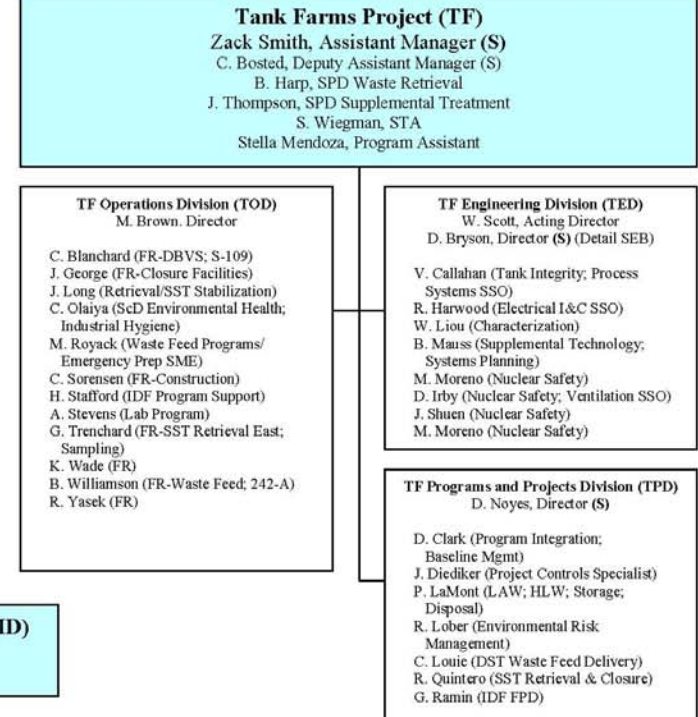 Tank Farms Project (TF)
Zack Smith, Assistant Manager (S)
C. Bosted, Deputy Assistant Manager (S)
B. Harp, SPD Waste Retrieval
J. Thompson, SPD Supplemental Treatment
S. Wiegman, STA
Stella Mendoza, Program Assistant
TF Operations Division (TOD)
M. Brown. Director
C. Blanchard (FR-DBVS; S-109)
J. George (FR-Closure Facilities)
J. Long (Retrieval/SST Stabilization)
C. Olaiya (ScD Environmental Health;
Industrial Hygiene)
M. Royack (Waste Feed Programs/
Emergency Prep SME)
C. Sorensen (FR-Construction)
H. Stafford (IDF Program Support)
A. Stevens (Lab Program)
G. Trenchard (FR-SST Retrieval East;
Sampling)
K. Wade (FR)
B. Williamson (FR-Waste Feed; 242-A)
R. Yasek (FR)
TF Engineering Division (TED)
W. Scott, Acting Director
D. Bryson, Director (S) (Detail SEB)
V. Callahan (Tank Integrity; Process
Systems SSO)
R. Harwood (Electrical I&C SSO)
W. Liou (Characterization)
B. Mauss (Supplemental Technology;
Systems Planning)
M. Moreno (Nuclear Safety)
D. Irby (Nuclear Safety; Ventilation SSO)
J. Shuen (Nuclear Safety)
M. Moreno (Nuclear Safety)
TF Programs and Projects Division (TPD)
D. Noyes, Director (S)
D. Clark (Program Integration;
Baseline Mgmt)
J. Diediker (Project Controls Specialist)
P. LaMont (LAW; HLW; Storage;
Disposal)
R. Lober (Environmental Risk
Management)
C. Louie (DST Waste Feed Delivery)
R. Quintero (SST Retrieval & Closure)
G. Ramin (IDF FPD)